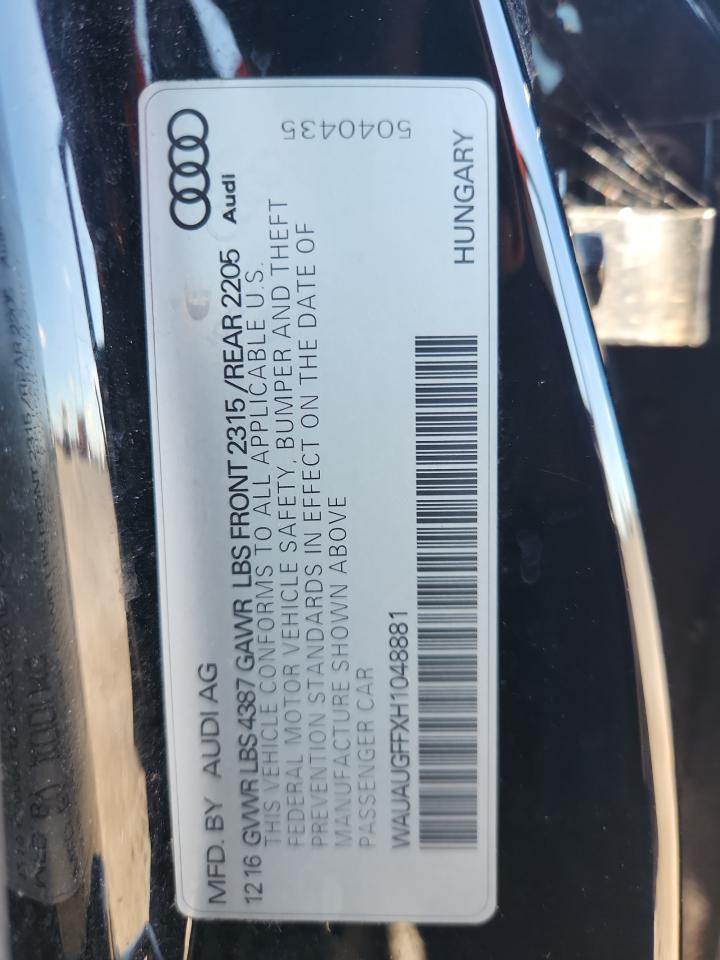 MFD. BY AUDI AG
Audi
12 16 GVWR LBS 4387 GAWR LBS FRONT 2315 /REAR 2205
THIS VEHICLE CONFORMS TO ALL APPLICABLE U.S.
FEDERAL MOTOR VEHICLE SAFETY, BUMPER AND THEFT
PREVENTION STANDARDS IN EFFECT ON THE DATE OF
MANUFACTURE SHOWN ABOVE
PASSENGER CAR
5040435
WAUAUGFFXH1048881
HUNGARY